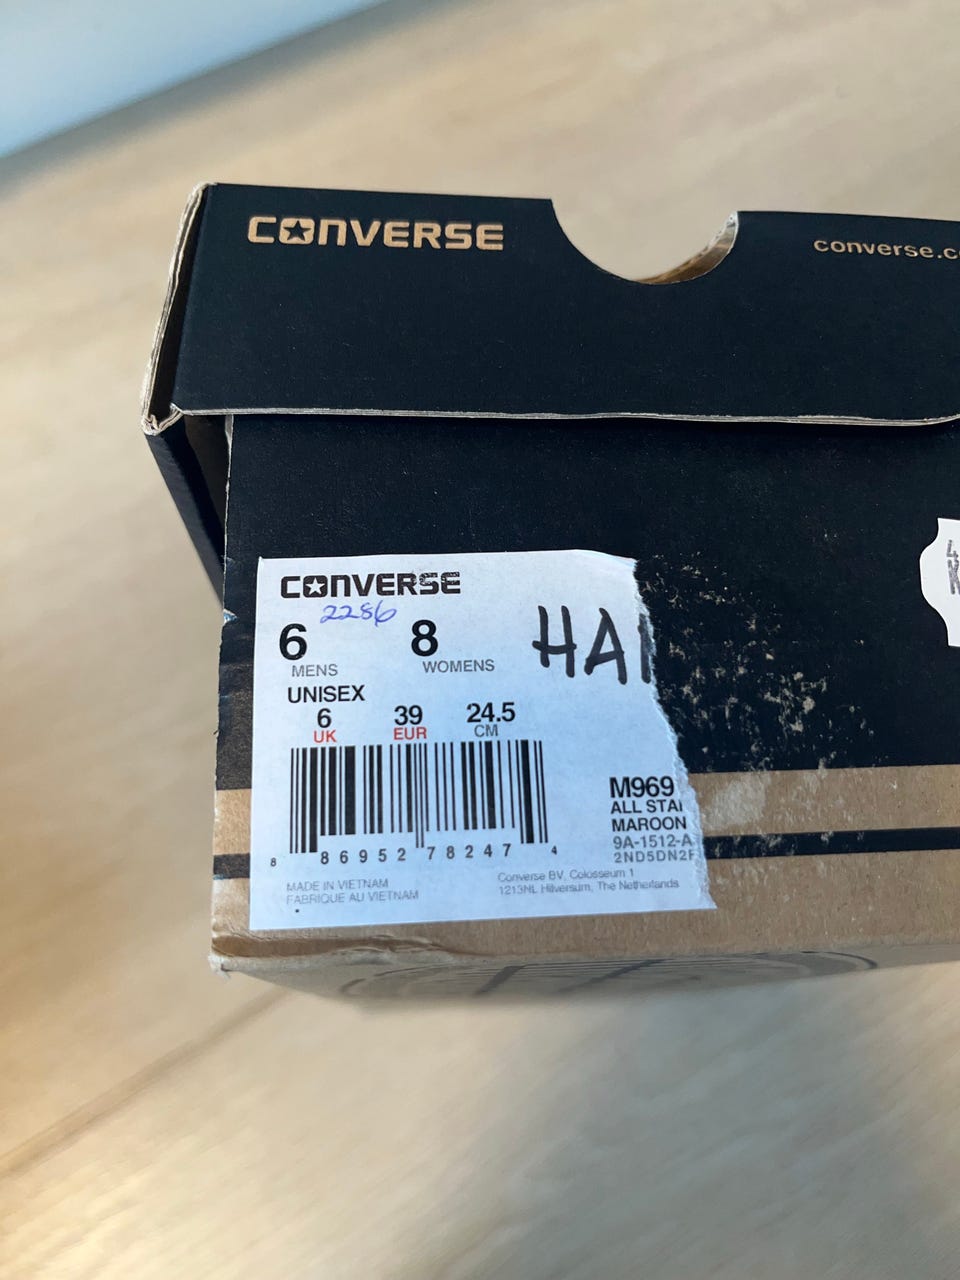 CONVERSE
converse.c
CONVERSE
2286
6 MENS
8 WOMENS
HA
UNISEX
6 UK
39 EUR
24.5 CM
8 86952 78247 4
M969
ALL STA
MAROON
9A-1512-A
2ND5DN2F
MADE IN VIETNAM
FABRIQUE AU VIETNAM
Converse BV, Colosseum 1
1213NL Hilversum, The Netherlands